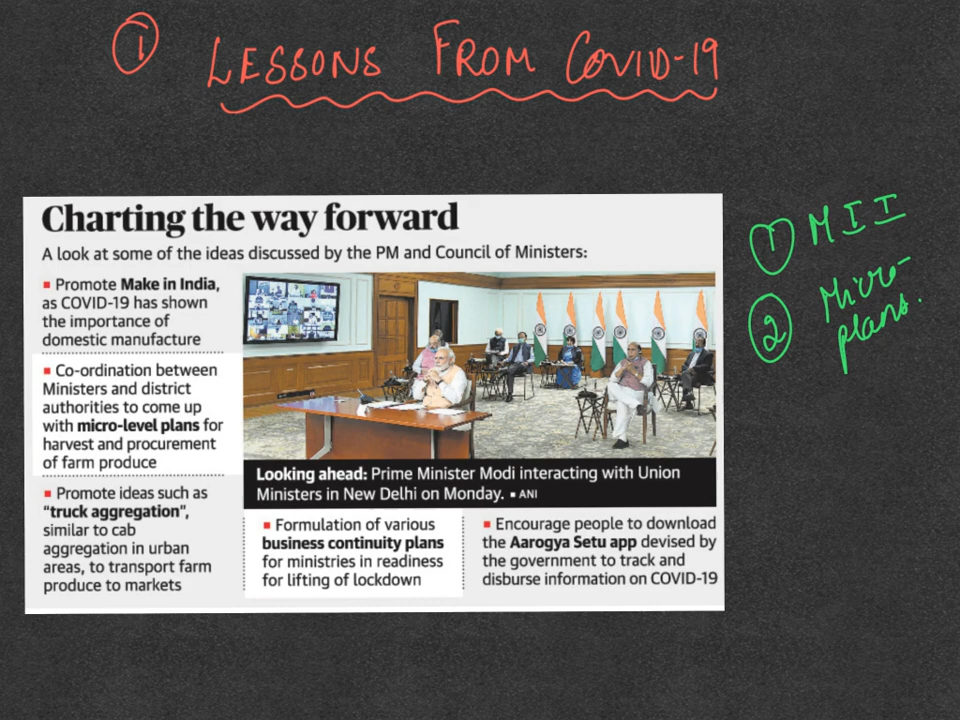 ① LESSONS FROM COVID-19
Charting the way forward
A look at some of the ideas discussed by the PM and Council of Ministers:
▪ Promote Make in India,
as COVID-19 has shown
the importance of
domestic manufacture
▪ Co-ordination between
Ministers and district
authorities to come up
with micro-level plans for
harvest and procurement
of farm produce
▪ Promote ideas such as
“truck aggregation”,
similar to cab
aggregation in urban
areas, to transport farm
produce to markets
Looking ahead: Prime Minister Modi interacting with Union
Ministers in New Delhi on Monday. ▪ ANI
▪ Formulation of various
business continuity plans
for ministries in readiness
for lifting of lockdown
▪ Encourage people to download
the Aarogya Setu app devised by
the government to track and
disburse information on COVID-19
① MII
② Micro-
plans.